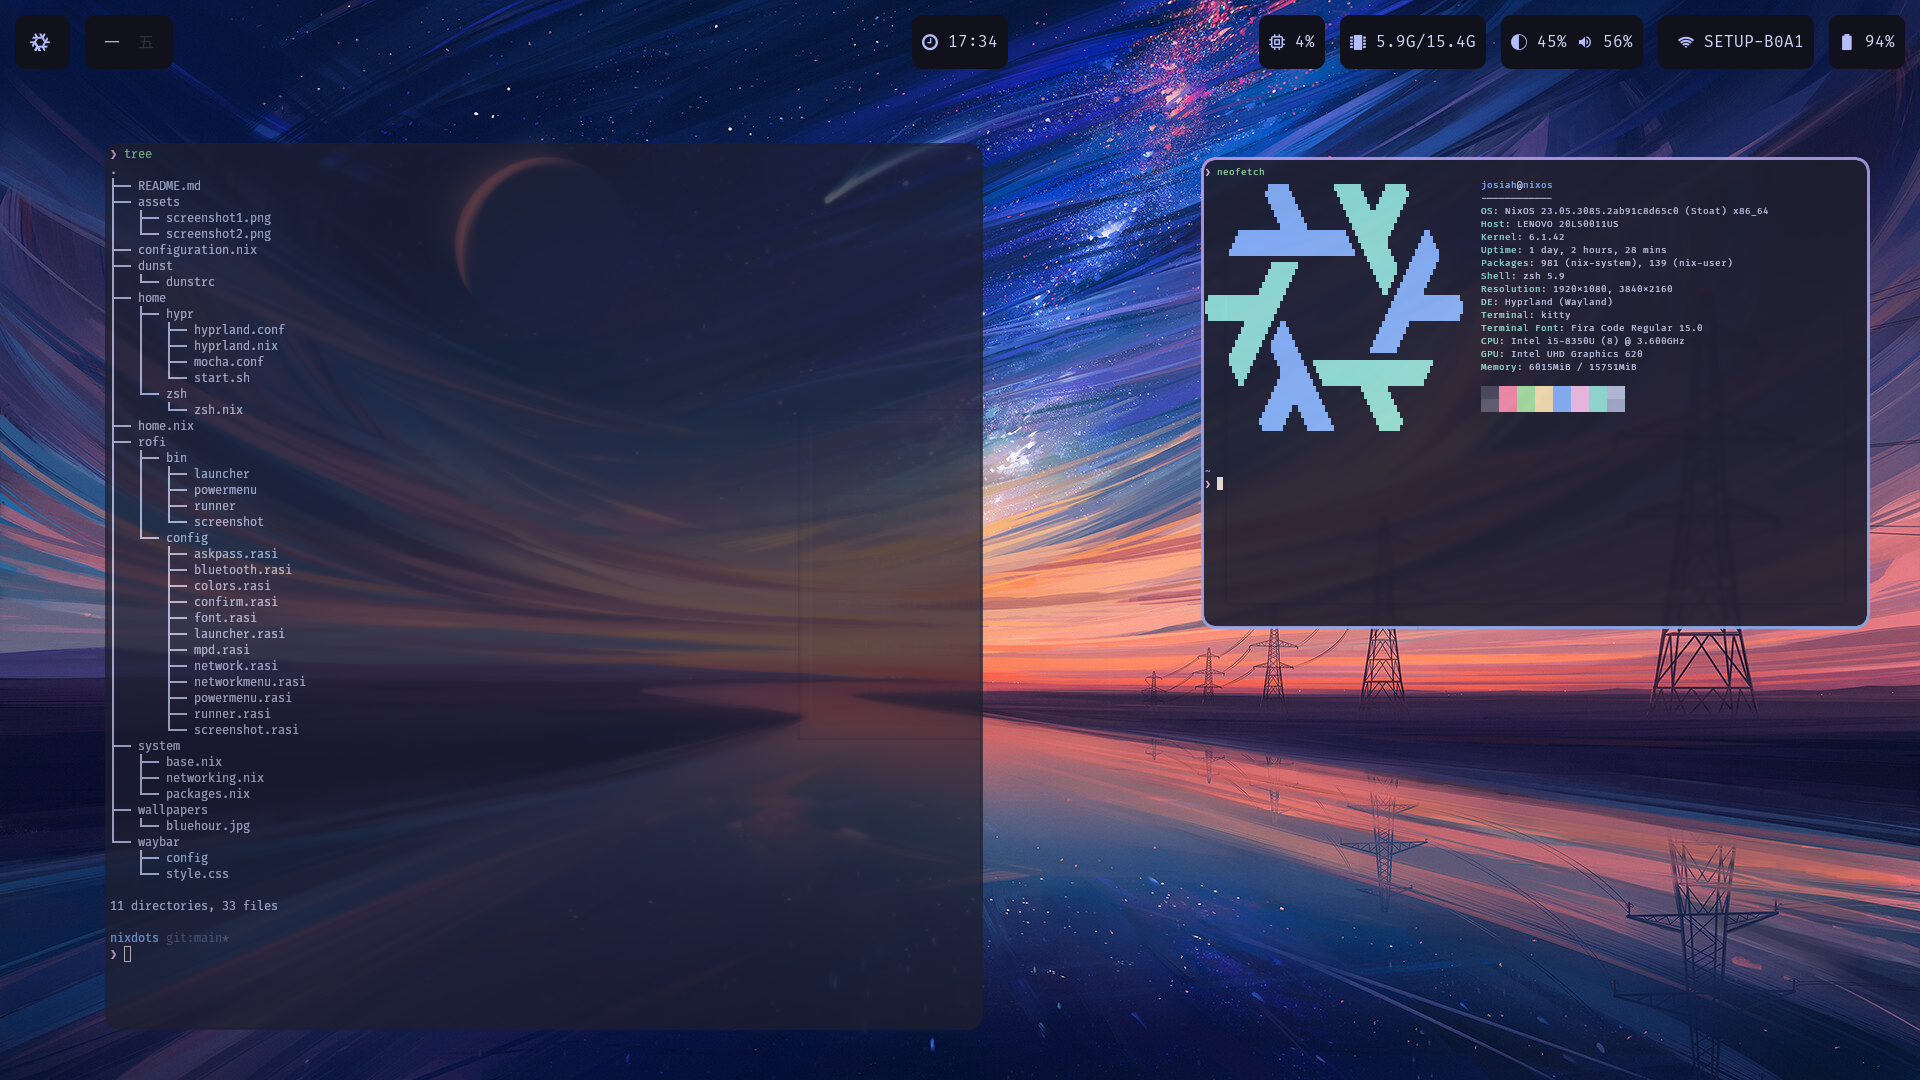 一 五
17:34
4%
5.9G/15.4G
45% 56%
SETUP-B0A1
94%
❯ tree
.
├── README.md
├── assets
│   ├── screenshot1.png
│   └── screenshot2.png
├── configuration.nix
├── dunst
│   └── dunstrc
├── home
│   ├── hypr
│   │   ├── hyprland.conf
│   │   ├── hyprland.nix
│   │   ├── mocha.conf
│   │   └── start.sh
│   └── zsh
│       └── zsh.nix
├── home.nix
├── rofi
│   ├── bin
│   │   ├── launcher
│   │   ├── powermenu
│   │   ├── runner
│   │   └── screenshot
│   └── config
│       ├── askpass.rasi
│       ├── bluetooth.rasi
│       ├── colors.rasi
│       ├── confirm.rasi
│       ├── font.rasi
│       ├── launcher.rasi
│       ├── mpd.rasi
│       ├── network.rasi
│       ├── networkmenu.rasi
│       ├── powermenu.rasi
│       ├── runner.rasi
│       └── screenshot.rasi
├── system
│   ├── base.nix
│   ├── networking.nix
│   └── packages.nix
├── wallpapers
│   └── bluehour.jpg
└── waybar
    ├── config
    └── style.css
11 directories, 33 files
nixdots git:main*
❯
❯ neofetch
josiah@nixos
------------
OS: NixOS 23.05.3085.2ab91c8d65c0 (Stoat) x86_64
Host: LENOVO 20L50011US
Kernel: 6.1.42
Uptime: 1 day, 2 hours, 28 mins
Packages: 981 (nix-system), 139 (nix-user)
Shell: zsh 5.9
Resolution: 1920×1080, 3840×2160
DE: Hyprland (Wayland)
Terminal: kitty
Terminal Font: Fira Code Regular 15.0
CPU: Intel i5-8350U (8) @ 3.600GHz
GPU: Intel UHD Graphics 620
Memory: 6015MiB / 15751MiB
~
❯